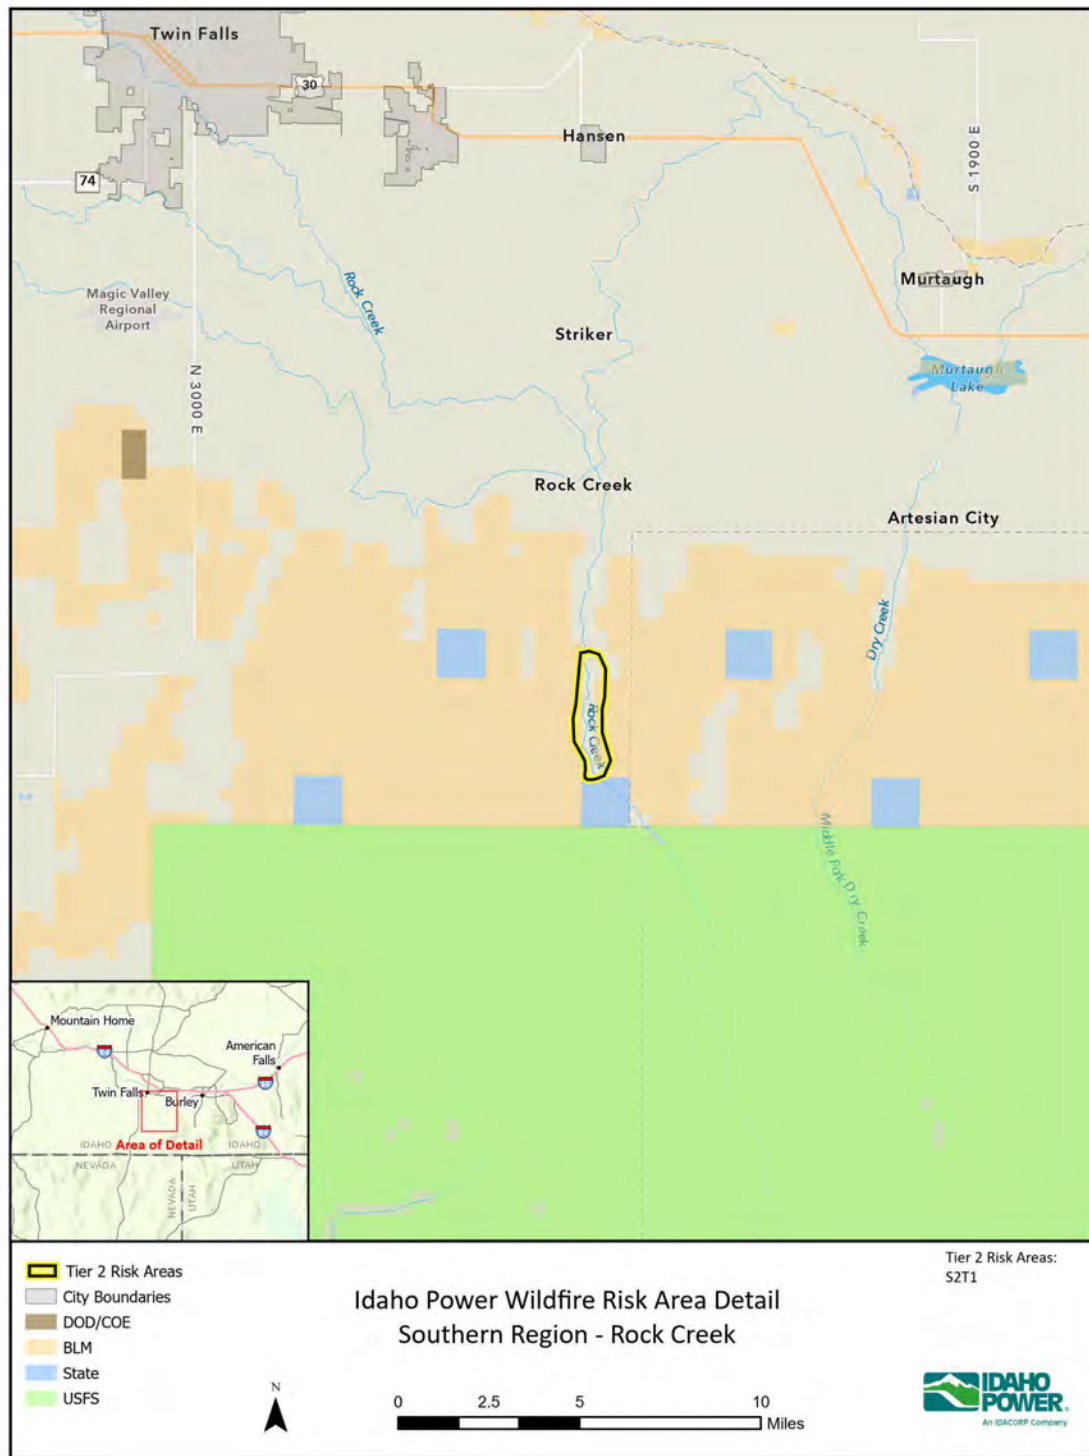 Twin Falls
30
Hansen
74
S 1900 E
Rock Creek
Magic Valley
Regional
Airport
Murtaugh
Striker
N 3000 E
Murtaugh
Lake
Rock Creek
Artesian City
Dry Creek
Rock Creek
Middle Fok Dry Creek
Mountain Home
American
Falls
84
Twin Falls
Burley
84
IDAHO
Area of Detail
IDAHO
NEVADA
UTAH
NEVADA
UTAH
Tier 2 Risk Areas
City Boundaries
DOD/COE
BLM
State
USFS
Idaho Power Wildfire Risk Area Detail
Southern Region - Rock Creek
N
0 2.5 5 10
Miles
Tier 2 Risk Areas:
S2T1
IDAHO
POWER®
An IDACORP Company